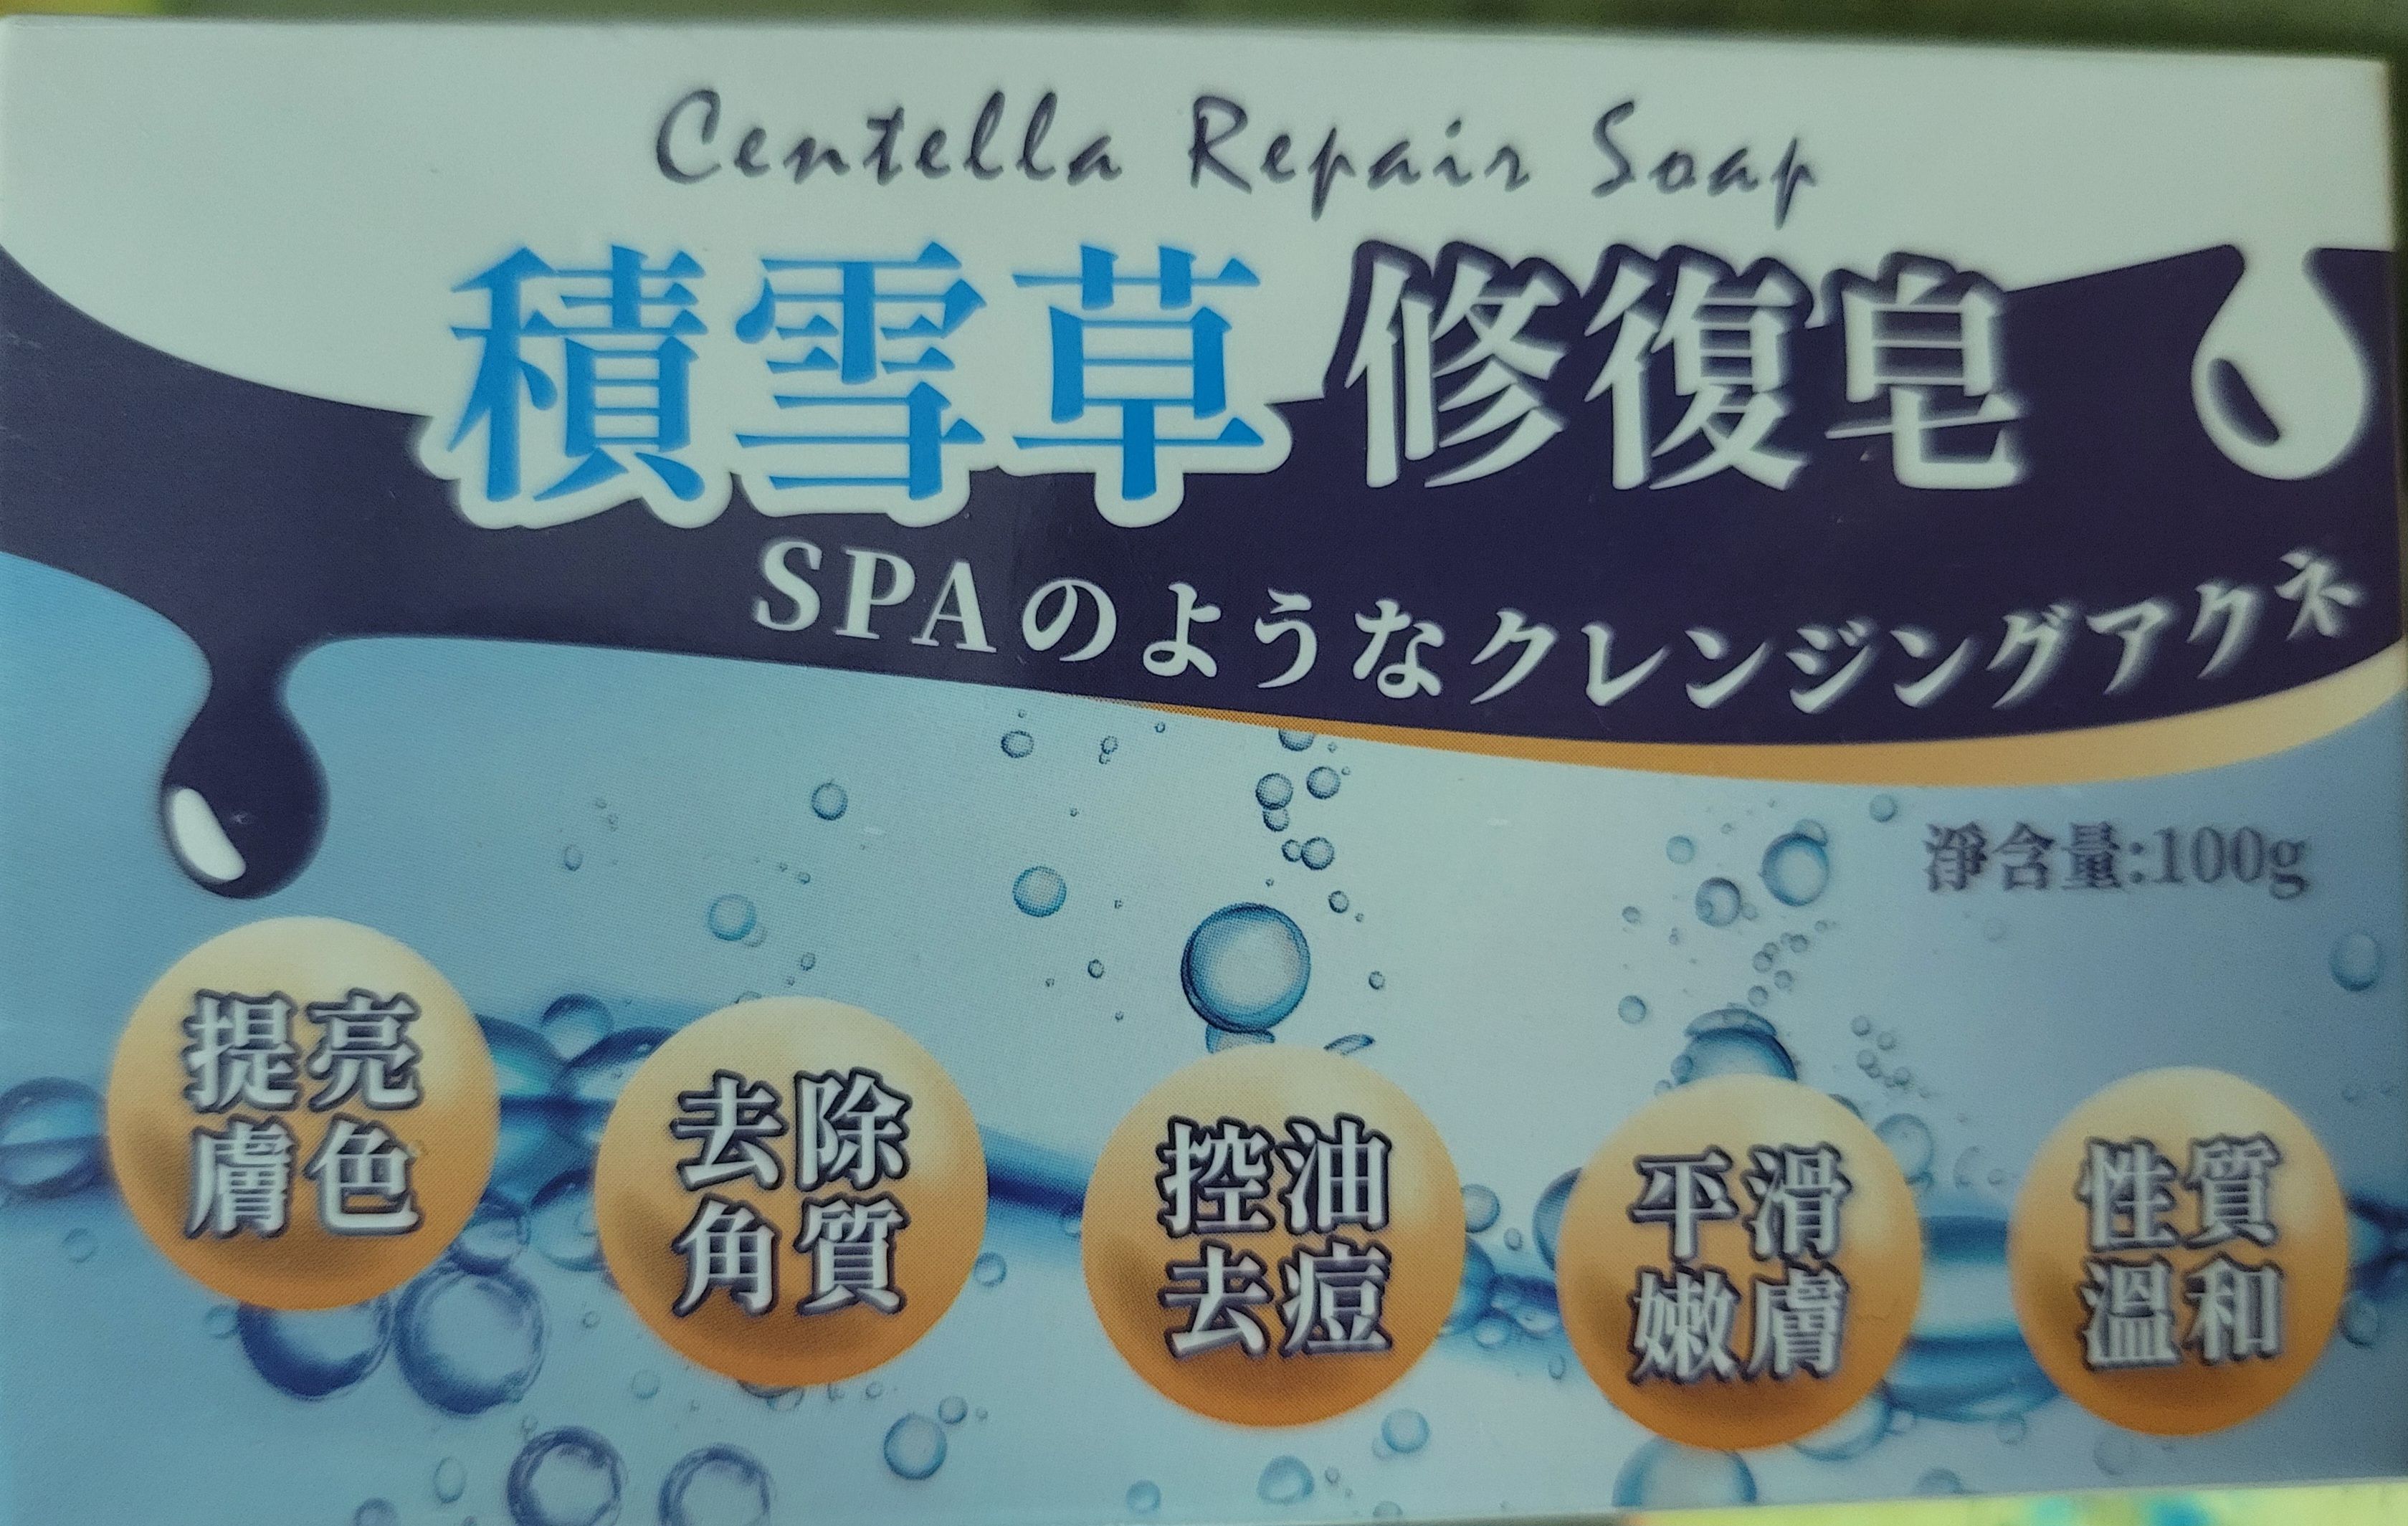 Centella Repair Soap
積雪草修復皂
SPAのようなクレンジングアクネ
淨含量:100g
提亮
膚色
去除
角質
控油
去痘
平滑
嫩膚
性質
溫和